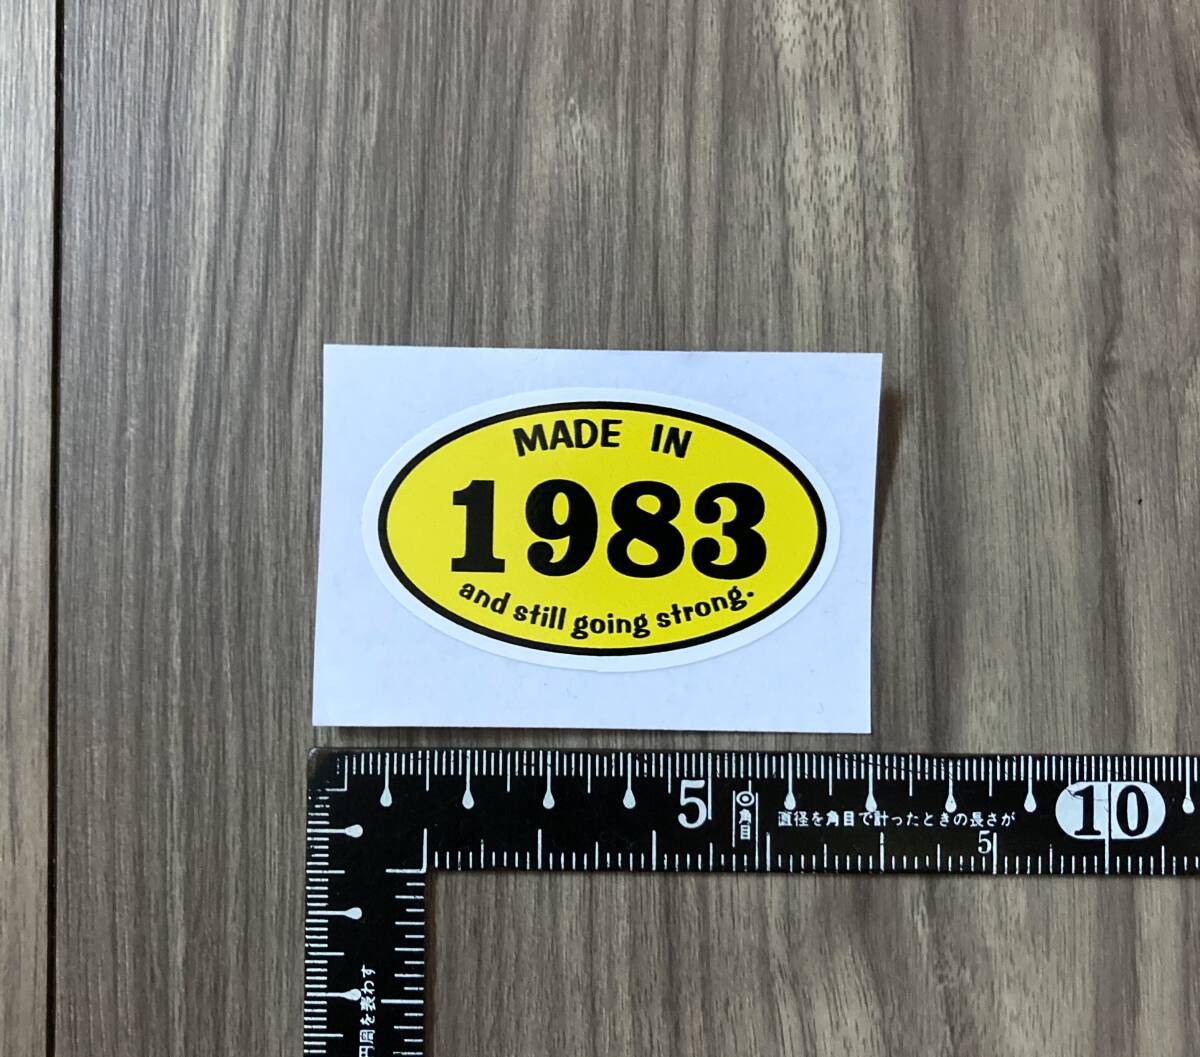 MADE IN
1983
and still going strong.
5
角目
直径を角目で計ったときの長さが
10
5
円周を表わす